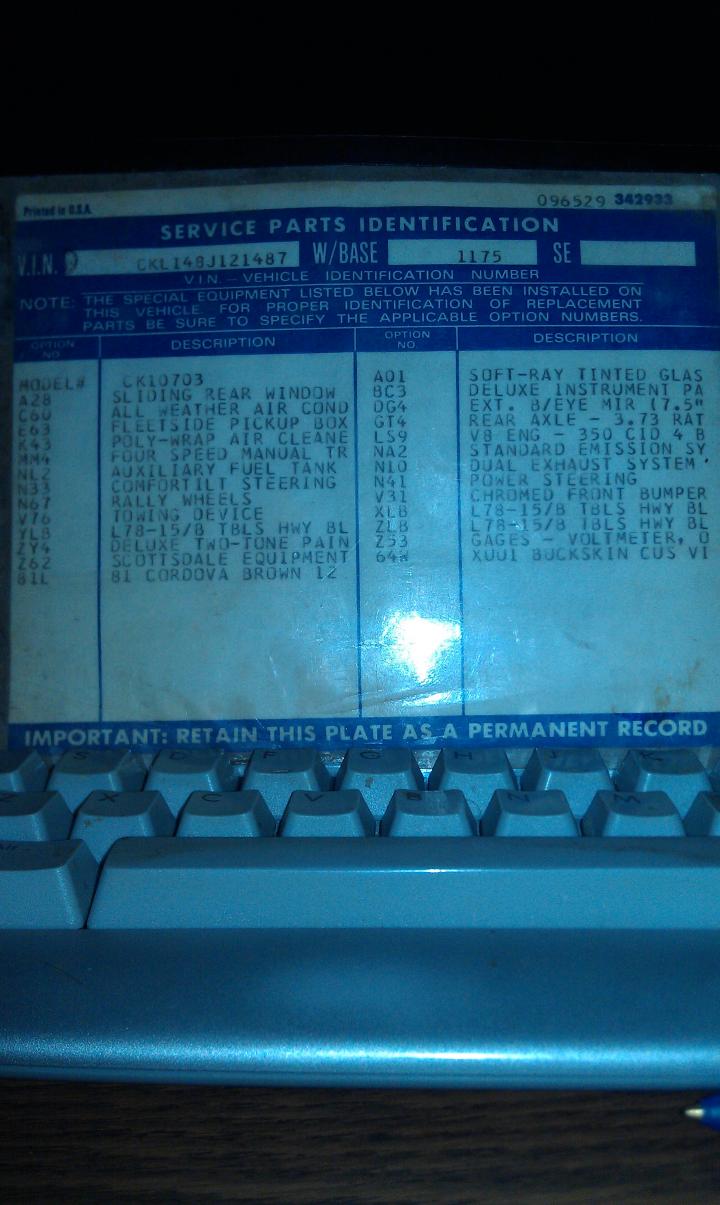 Printed in U.S.A.
096529 342933
SERVICE PARTS IDENTIFICATION
V.I.N. CKL148J121487 W/BASE 1175 SE
V.I.N. - VEHICLE IDENTIFICATION NUMBER
NOTE: THE SPECIAL EQUIPMENT LISTED BELOW HAS BEEN INSTALLED ON
THIS VEHICLE FOR PROPER IDENTIFICATION OF REPLACEMENT
PARTS BE SURE TO SPECIFY THE APPLICABLE OPTION NUMBERS.
OPTION NO. DESCRIPTION OPTION NO. DESCRIPTION
MODEL# CK10703
A28 SLIDING REAR WINDOW
C60 ALL WEATHER AIR COND
E63 FLEETSIDE PICKUP BOX
K43 POLY-WRAP AIR CLEANE
MM4 FOUR SPEED MANUAL TR
NL2 AUXILIARY FUEL TANK
N33 COMFORTILT STEERING
N67 RALLY WHEELS
V76 TOWING DEVICE
YL8 L78-15/B TBLS HWY BL
ZY4 DELUXE TWO-TONE PAIN
Z62 SCOTTSDALE EQUIPMENT
81L 81 CORDOVA BROWN 12
A01 SOFT-RAY TINTED GLAS
BC3 DELUXE INSTRUMENT PA
DG4 EXT. B/EYE MIR (7.5"
GT4 REAR AXLE - 3.73 RAT
LS9 V8 ENG - 350 CID 4 B
NA2 STANDARD EMISSION SY
N10 DUAL EXHAUST SYSTEM
N41 POWER STEERING
V31 CHROMED FRONT BUMPER
XL8 L78-15/B TBLS HWY BL
ZL8 L78-15/B TBLS HWY BL
Z53 GAGES - VOLTMETER, O
64W XU01 BUCKSKIN CUS VI
IMPORTANT: RETAIN THIS PLATE AS A PERMANENT RECORD
S D F G H J K
Z X C V B N M